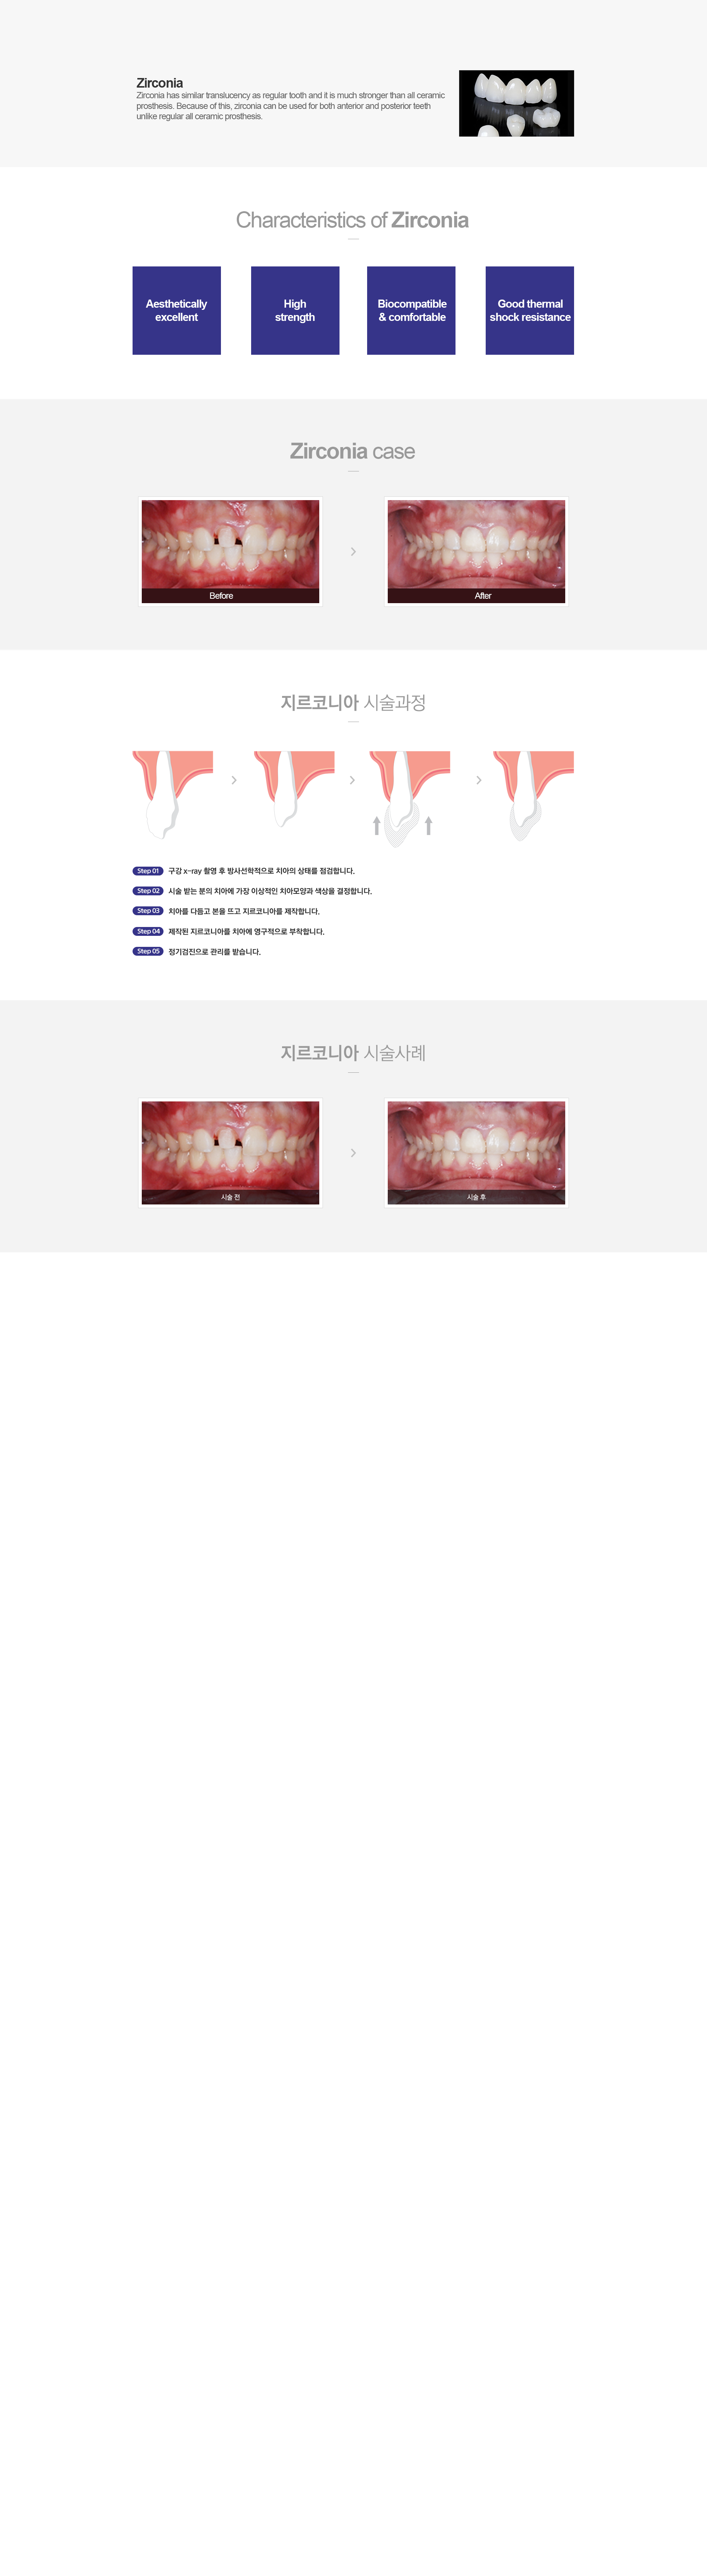 Zirconia
Zirconia has similar translucency as regular tooth and it is much stronger than all ceramic
prosthesis. Because of this, zirconia can be used for both anterior and posterior teeth
unlike regular all ceramic prosthesis.
Characteristics of Zirconia
Aesthetically
excellent
High
strength
Biocompatible
& comfortable
Good thermal
shock resistance
Zirconia case
Before
After
지르코니아 시술과정
Step 01 구강 x-ray 촬영 후 방사선학적으로 치아의 상태를 점검합니다.
Step 02 시술 받는 분의 치아에 가장 이상적인 치아모양과 색상을 결정합니다.
Step 03 치아를 다듬고 본을 뜨고 지르코니아를 제작합니다.
Step 04 제작된 지르코니아를 치아에 영구적으로 부착합니다.
Step 05 정기검진으로 관리를 받습니다.
지르코니아 시술사례
시술 전
시술 후